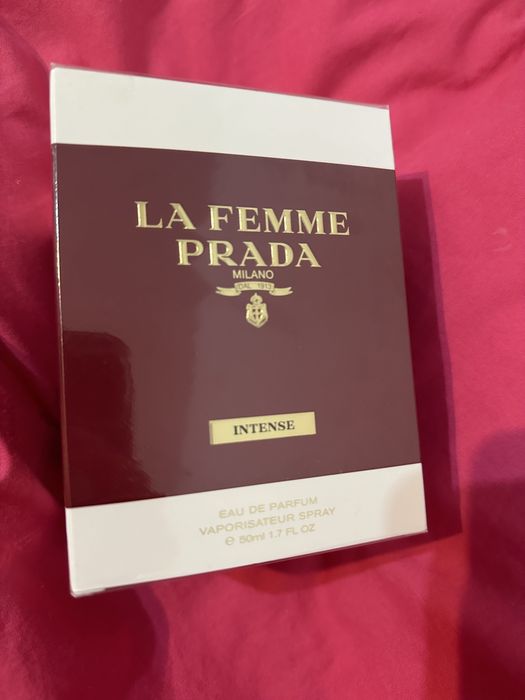 LA FEMME
PRADA
MILANO
DAL 1913
INTENSE
EAU DE PARFUM
VAPORISATEUR SPRAY
℮ 50ml 1.7 FL OZ